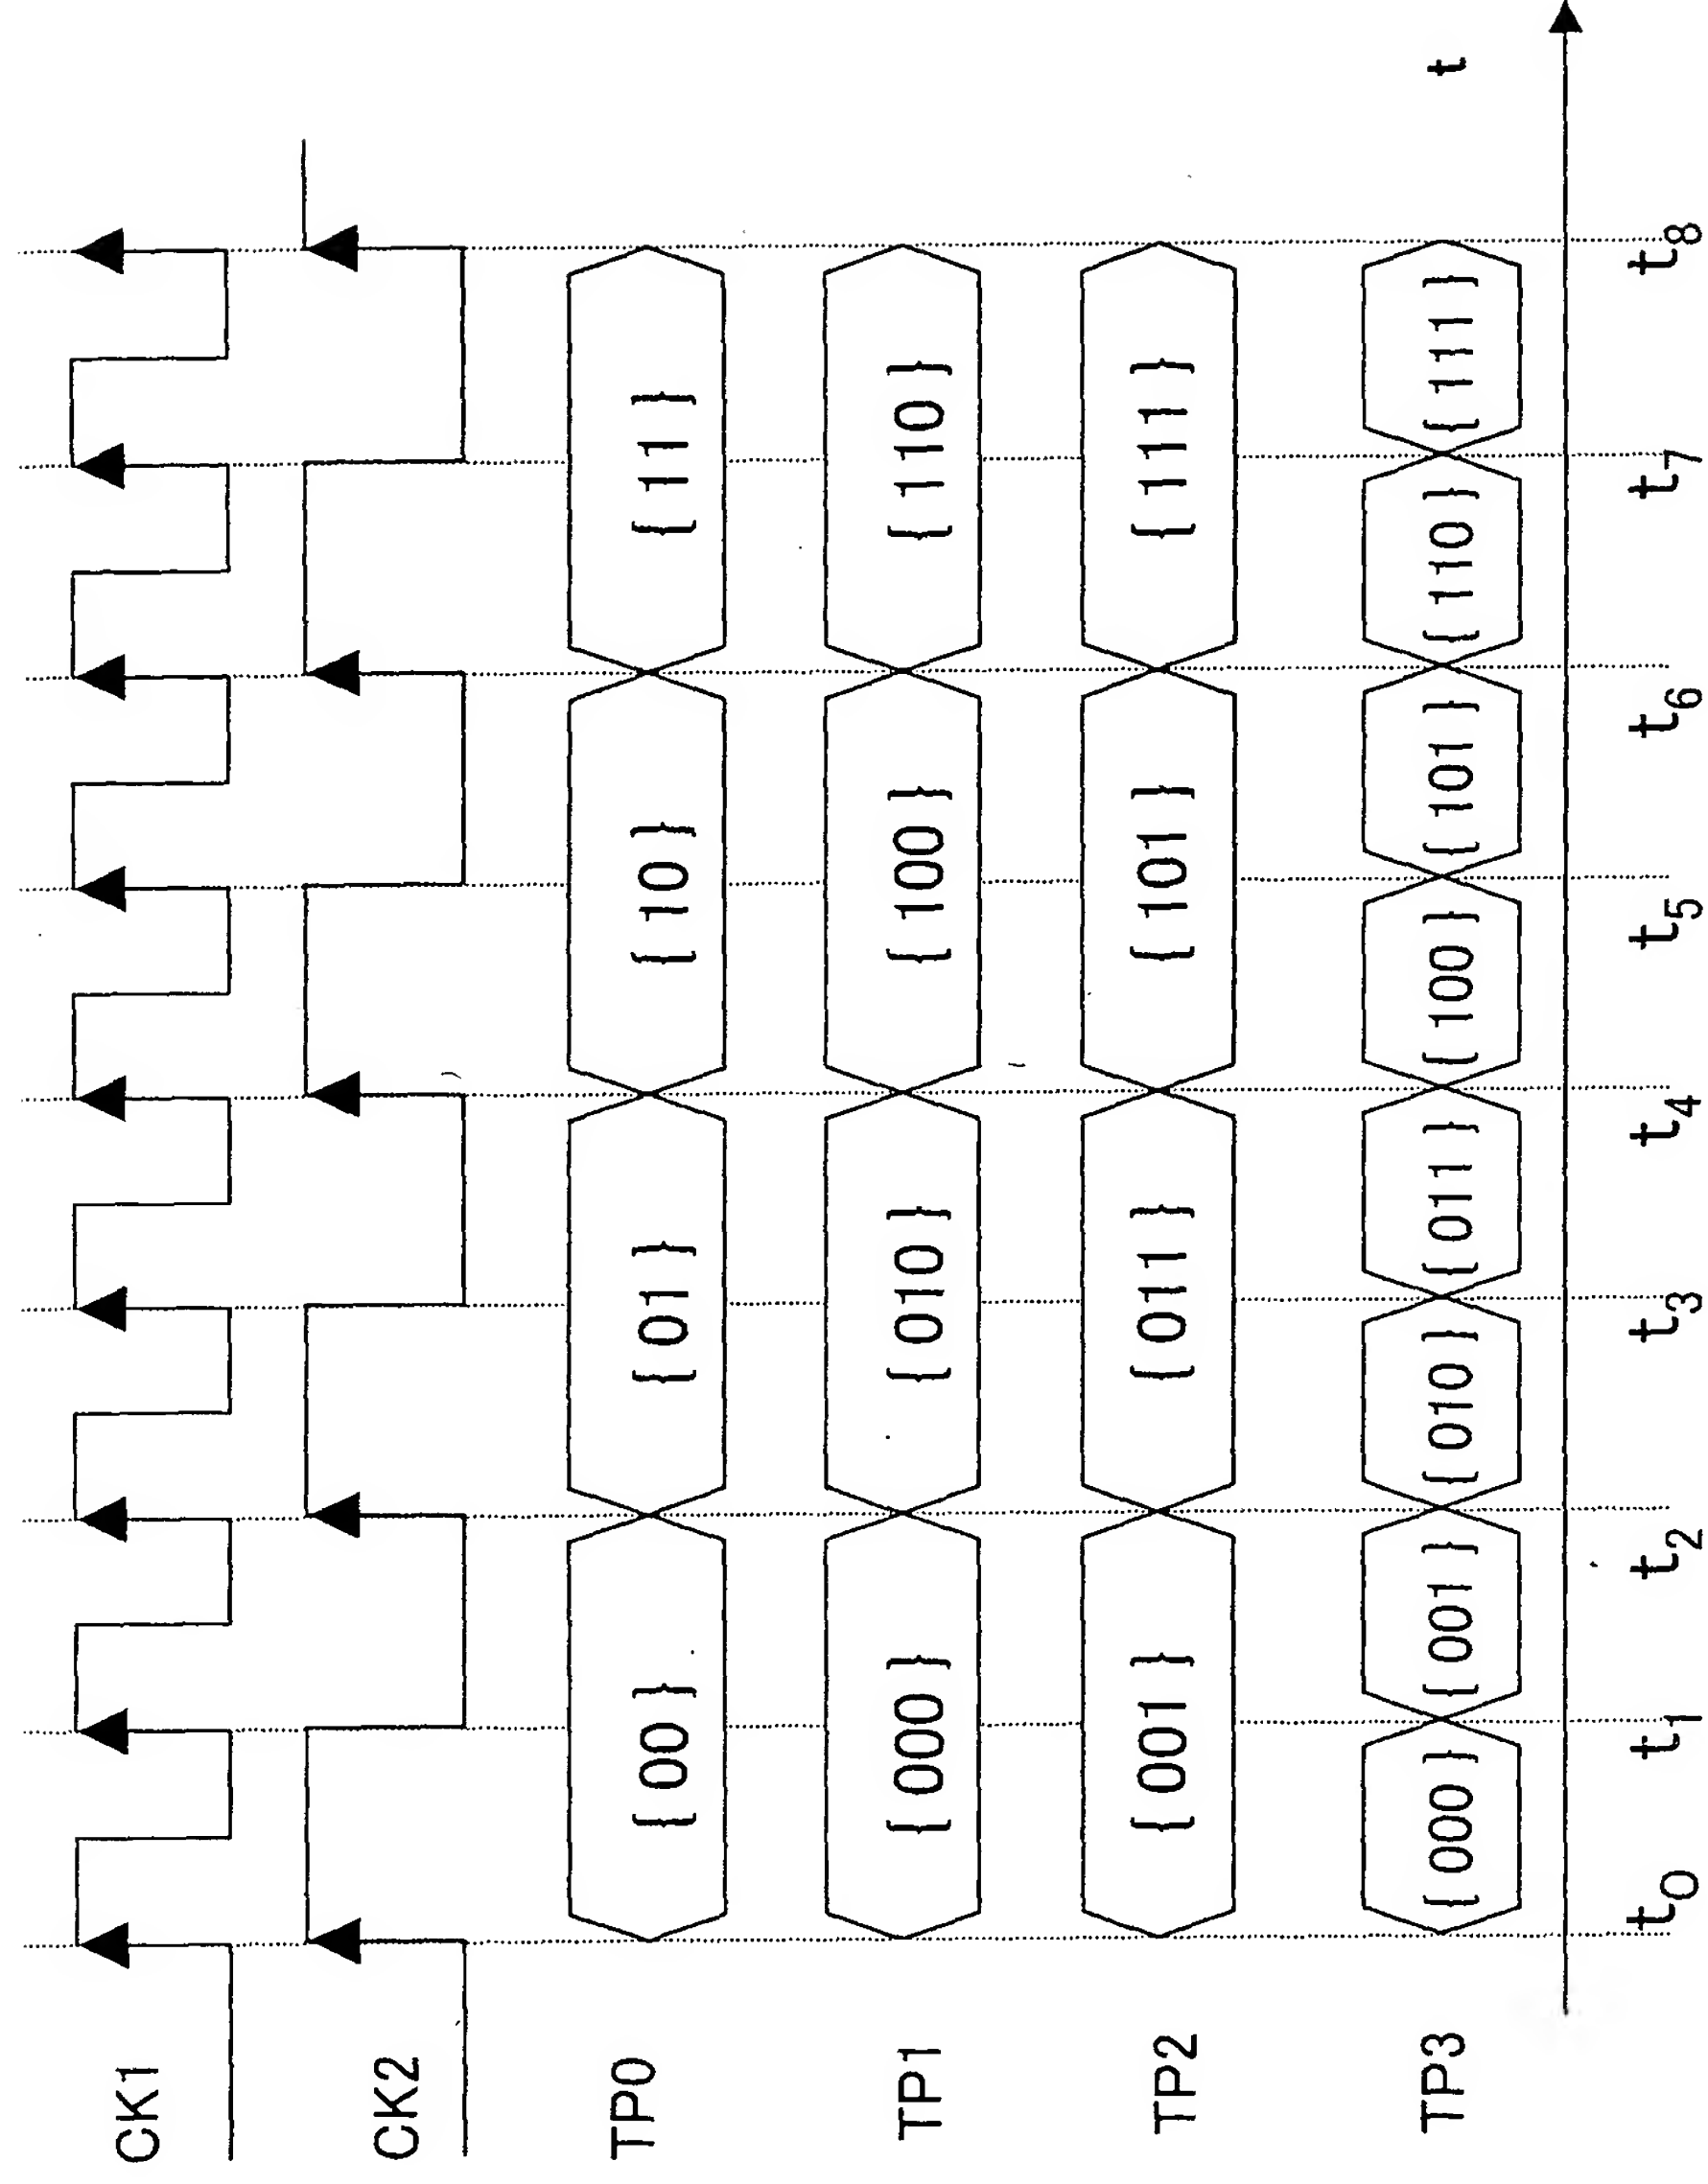 CK1
CK2
TP0 { 00 } { 01 } { 10 } { 11 }
TP1 { 000 } { 010 } { 100 } { 110 }
TP2 { 001 } { 011 } { 101 } { 111 }
TP3 { 000 } { 001 } { 010 } { 011 } { 100 } { 101 } { 110 } { 111 }
t
t0 t1 t2 t3 t4 t5 t6 t7 t8